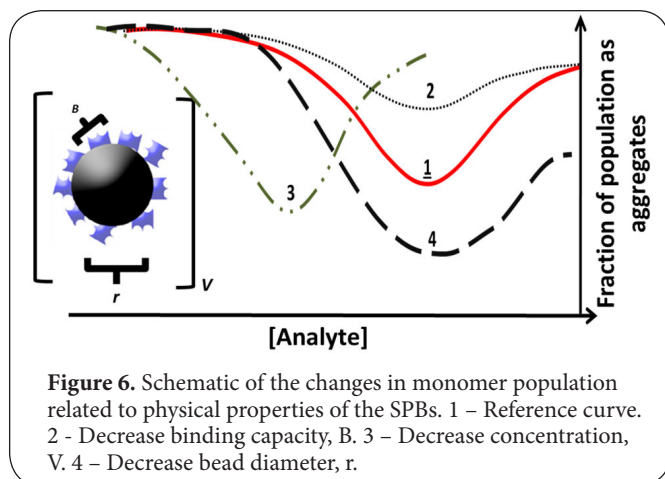 2
B
1
3
4
r
V
Fraction of population as
aggregates
[Analyte]
Figure 6. Schematic of the changes in monomer population
related to physical properties of the SPBs. 1 – Reference curve.
2 - Decrease binding capacity, B. 3 – Decrease concentration,
V. 4 – Decrease bead diameter, r.